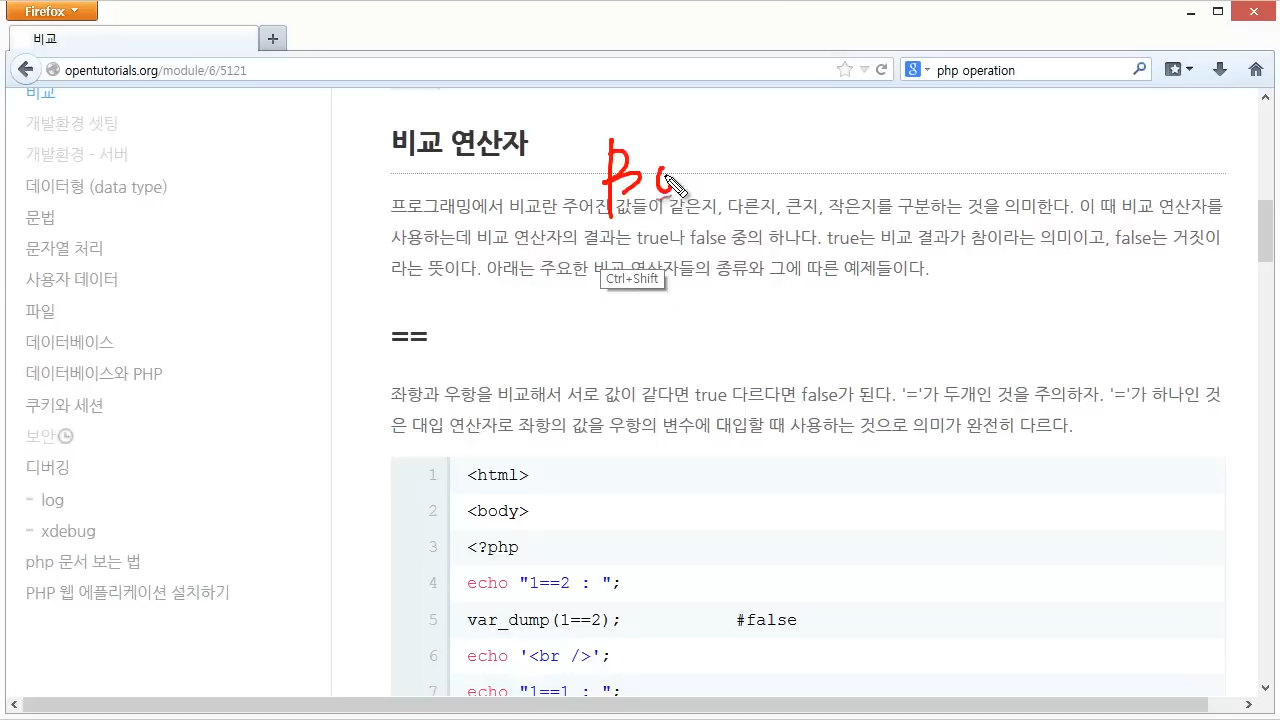 Firefox
비교
opentutorials.org/module/6/5121
php operation
비교
개발환경 셋팅
개발환경 - 서버
데이터형 (data type)
문법
문자열 처리
사용자 데이터
파일
데이터베이스
데이터베이스와 PHP
쿠키와 세션
보안
디버깅
- log
- xdebug
php 문서 보는 법
PHP 웹 애플리케이션 설치하기
비교 연산자
프로그래밍에서 비교란 주어진 값들이 같은지, 다른지, 큰지, 작은지를 구분하는 것을 의미한다. 이 때 비교 연산자를
사용하는데 비교 연산자의 결과는 true나 false 중의 하나다. true는 비교 결과가 참이라는 의미이고, false는 거짓이
라는 뜻이다. 아래는 주요한 비교 연산자들의 종류와 그에 따른 예제들이다.
Ctrl+Shift
==
좌항과 우항을 비교해서 서로 값이 같다면 true 다르다면 false가 된다. '='가 두개인 것을 주의하자. '='가 하나인 것
은 대입 연산자로 좌항의 값을 우항의 변수에 대입할 때 사용하는 것으로 의미가 완전히 다르다.
1 <html>
2 <body>
3 <?php
4 echo "1==2 : ";
5 var_dump(1==2); #false
6 echo '<br />';
7 echo "1==1 : ";